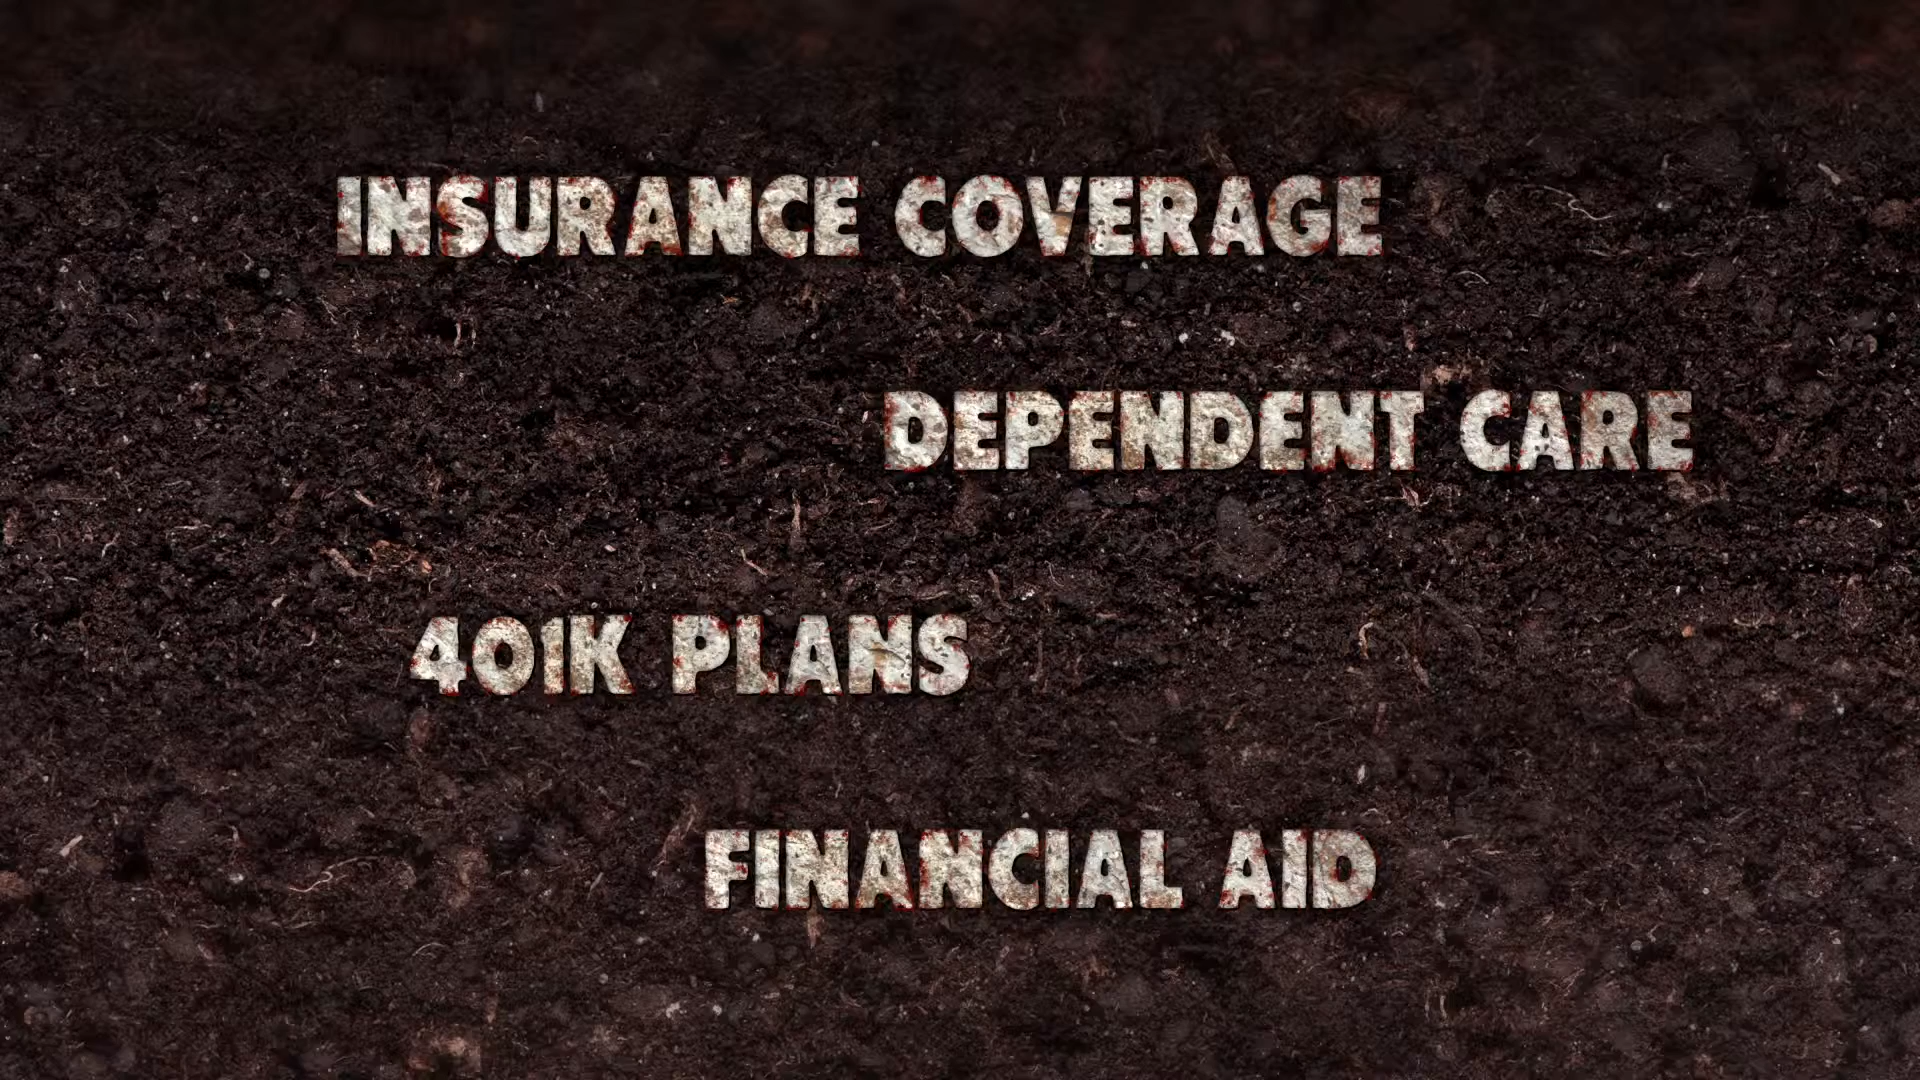 INSURANCE COVERAGE
DEPENDENT CARE
401K PLANS
FINANCIAL AID